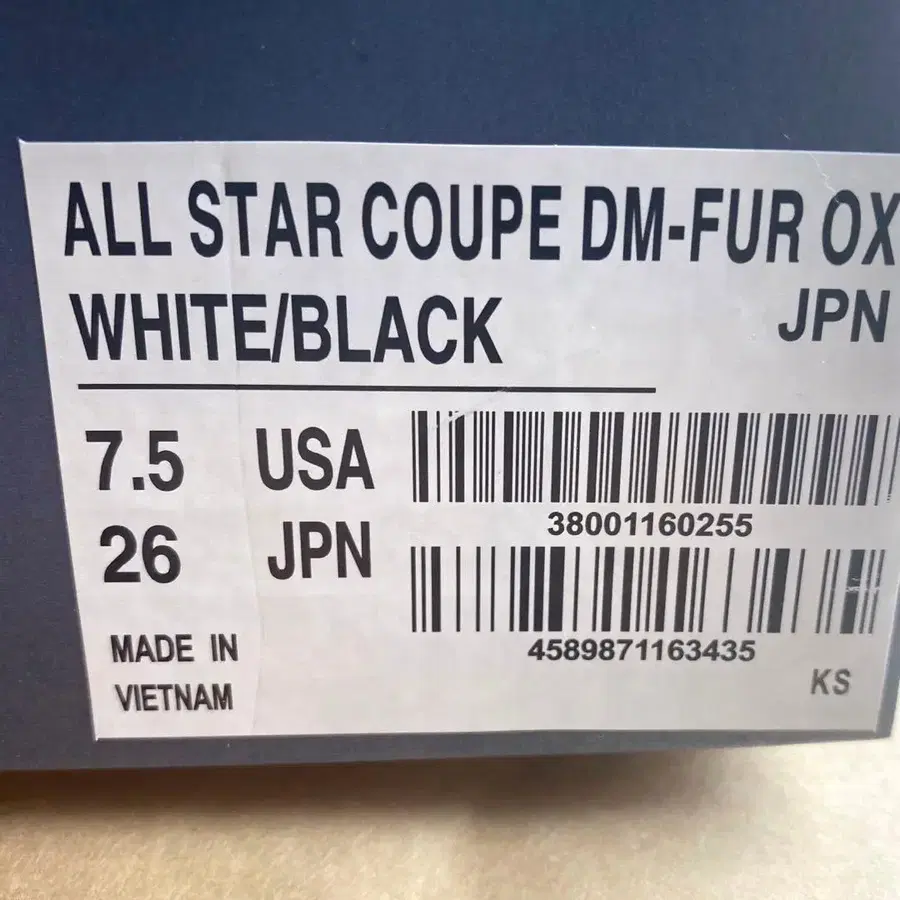 ALL STAR COUPE DM-FUR OX
WHITE/BLACK JPN
7.5 USA
38001160255
26 JPN
4589871163435
MADE IN
VIETNAM
KS